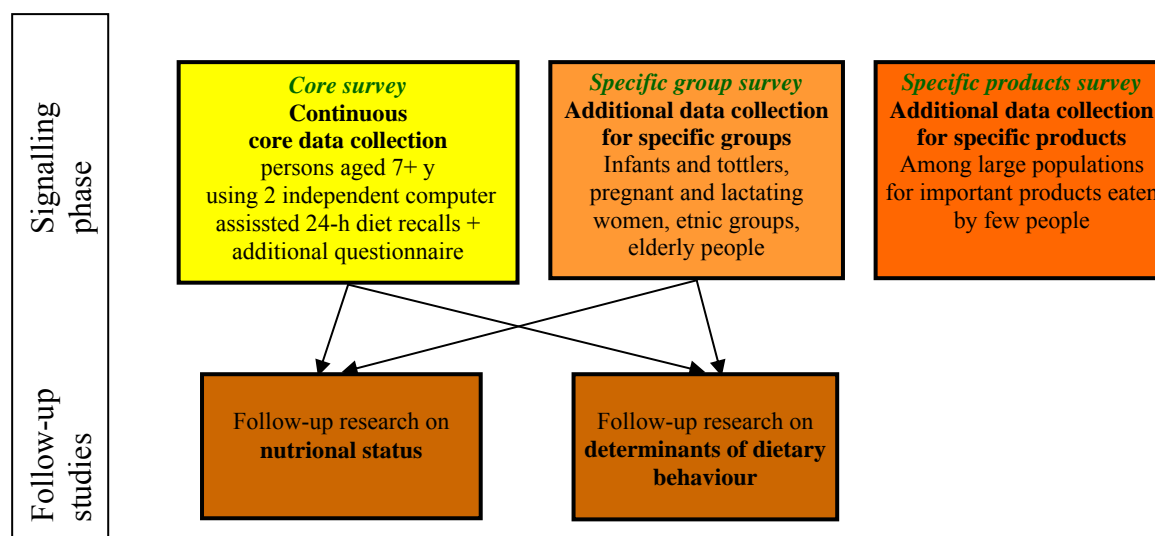 Signalling
phase
Core survey
Continuous
core data collection
persons aged 7+ y
using 2 independent computer
assissted 24-h diet recalls +
additional questionnaire
Specific group survey
Additional data collection
for specific groups
Infants and tottlers,
pregnant and lactating
women, etnic groups,
elderly people
Specific products survey
Additional data collection
for specific products
Among large populations
for important products eaten
by few people
Follow-up
studies
Follow-up research on
nutrional status
Follow-up research on
determinants of dietary
behaviour